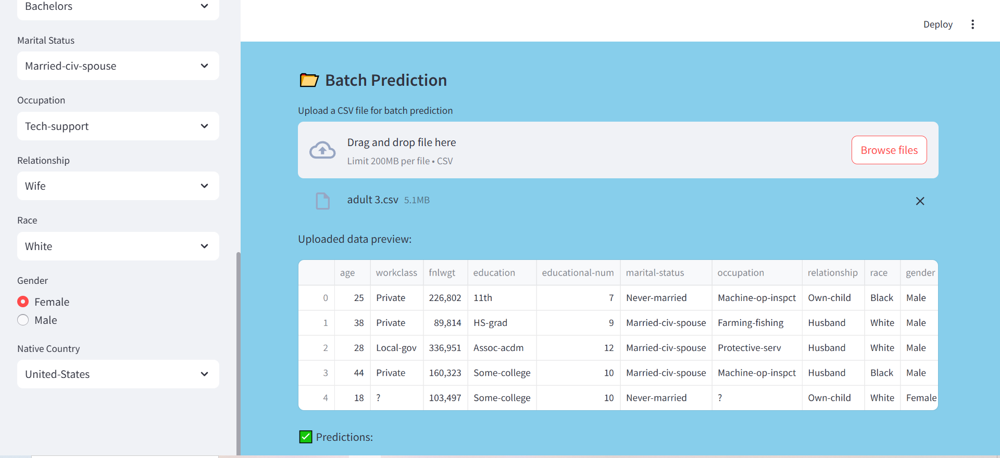 Bachelors
Marital Status
Married-civ-spouse
Occupation
Tech-support
Relationship
Wife
Race
White
Gender
Female
Male
Native Country
United-States
Deploy
Batch Prediction
Upload a CSV file for batch prediction
Drag and drop file here
Limit 200MB per file • CSV
Browse files
adult 3.csv 5.1MB
Uploaded data preview:
age workclass fnlwgt education educational-num marital-status occupation relationship race gender
0 25 Private 226,802 11th 7 Never-married Machine-op-inspct Own-child Black Male
1 38 Private 89,814 HS-grad 9 Married-civ-spouse Farming-fishing Husband White Male
2 28 Local-gov 336,951 Assoc-acdm 12 Married-civ-spouse Protective-serv Husband White Male
3 44 Private 160,323 Some-college 10 Married-civ-spouse Machine-op-inspct Husband Black Male
4 18 ? 103,497 Some-college 10 Never-married ? Own-child White Female
Predictions: